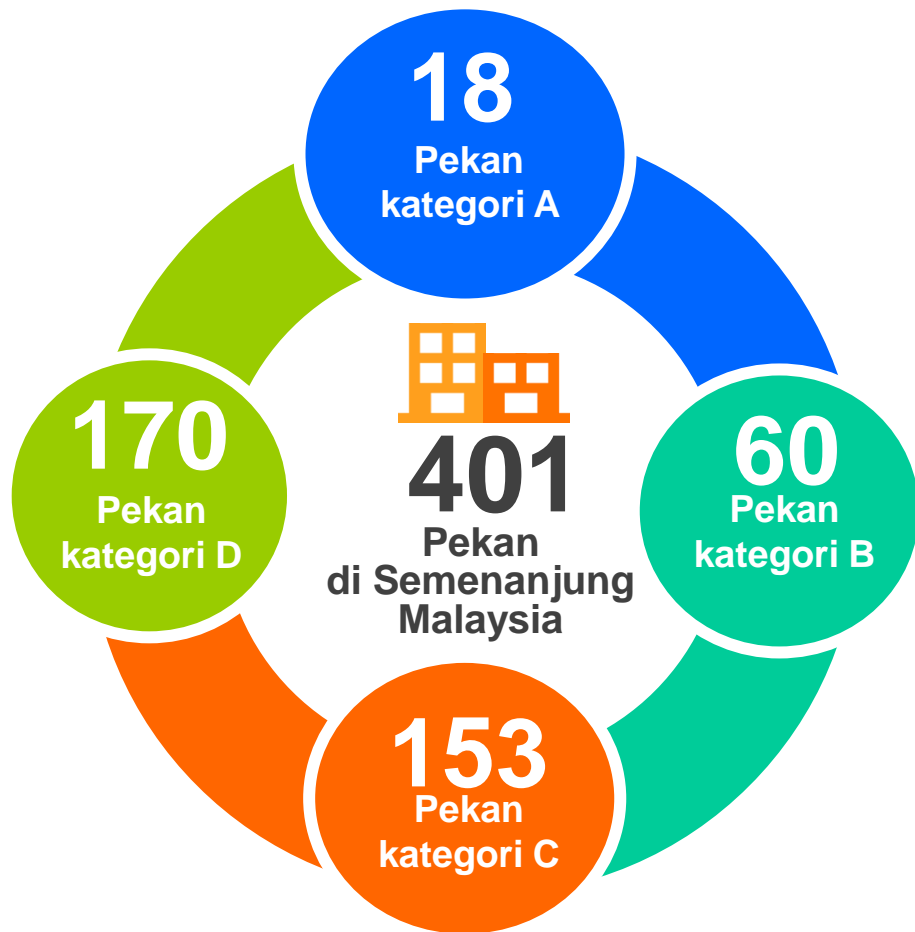 18
Pekan
kategori A
170
Pekan
kategori D
401
Pekan
di Semenanjung
Malaysia
60
Pekan
kategori B
153
Pekan
kategori C